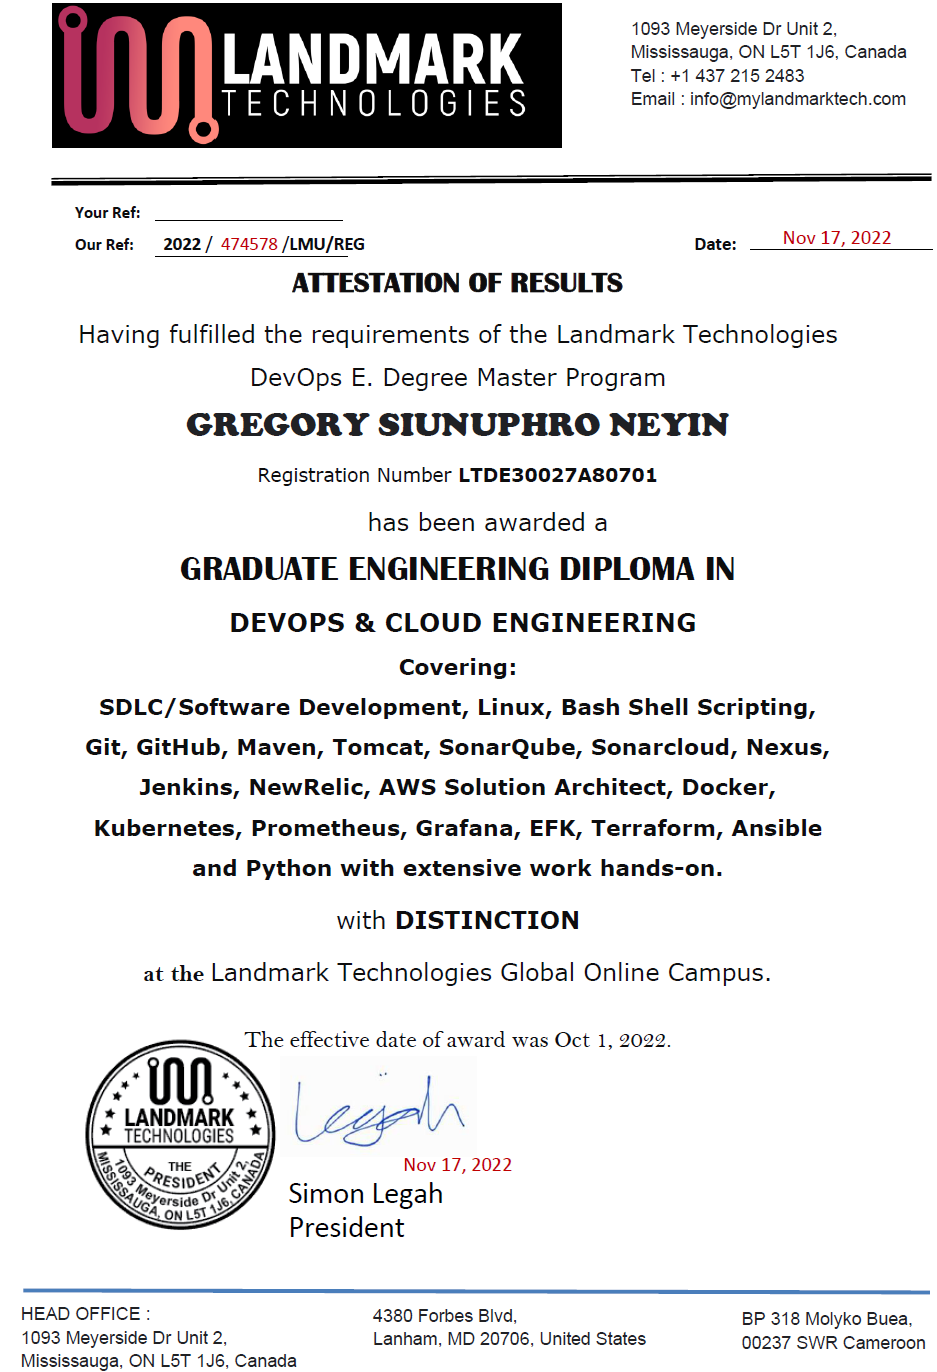 LANDMARK
TECHNOLOGIES
1093 Meyerside Dr Unit 2,
Mississauga, ON L5T 1J6, Canada
Tel : +1 437 215 2483
Email : info@mylandmarktech.com
Your Ref:
Our Ref: 2022 / 474578 /LMU/REG
Date: Nov 17, 2022
ATTESTATION OF RESULTS
Having fulfilled the requirements of the Landmark Technologies
DevOps E. Degree Master Program
GREGORY SIUNUPHRO NEYIN
Registration Number LTDE30027A80701
has been awarded a
GRADUATE ENGINEERING DIPLOMA IN
DEVOPS & CLOUD ENGINEERING
Covering:
SDLC/Software Development, Linux, Bash Shell Scripting,
Git, GitHub, Maven, Tomcat, SonarQube, Sonarcloud, Nexus,
Jenkins, NewRelic, AWS Solution Architect, Docker,
Kubernetes, Prometheus, Grafana, EFK, Terraform, Ansible
and Python with extensive work hands-on.
with DISTINCTION
at the Landmark Technologies Global Online Campus.
The effective date of award was Oct 1, 2022.
LANDMARK
TECHNOLOGIES
THE
PRESIDENT
1093 Meyerside Dr Unit 2,
MISSISSAUGA, ON L5T 1J6, CANADA
Legah
Nov 17, 2022
Simon Legah
President
HEAD OFFICE :
1093 Meyerside Dr Unit 2,
Mississauga, ON L5T 1J6, Canada
4380 Forbes Blvd,
Lanham, MD 20706, United States
BP 318 Molyko Buea,
00237 SWR Cameroon